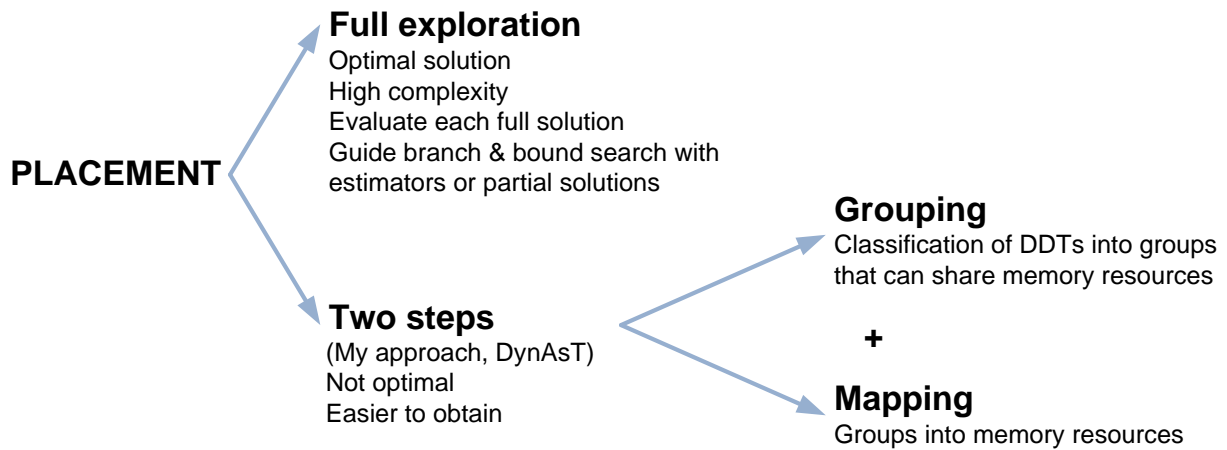 PLACEMENT
Full exploration
Optimal solution
High complexity
Evaluate each full solution
Guide branch & bound search with
estimators or partial solutions
Two steps
(My approach, DynAsT)
Not optimal
Easier to obtain
Grouping
Classification of DDTs into groups
that can share memory resources
+
Mapping
Groups into memory resources